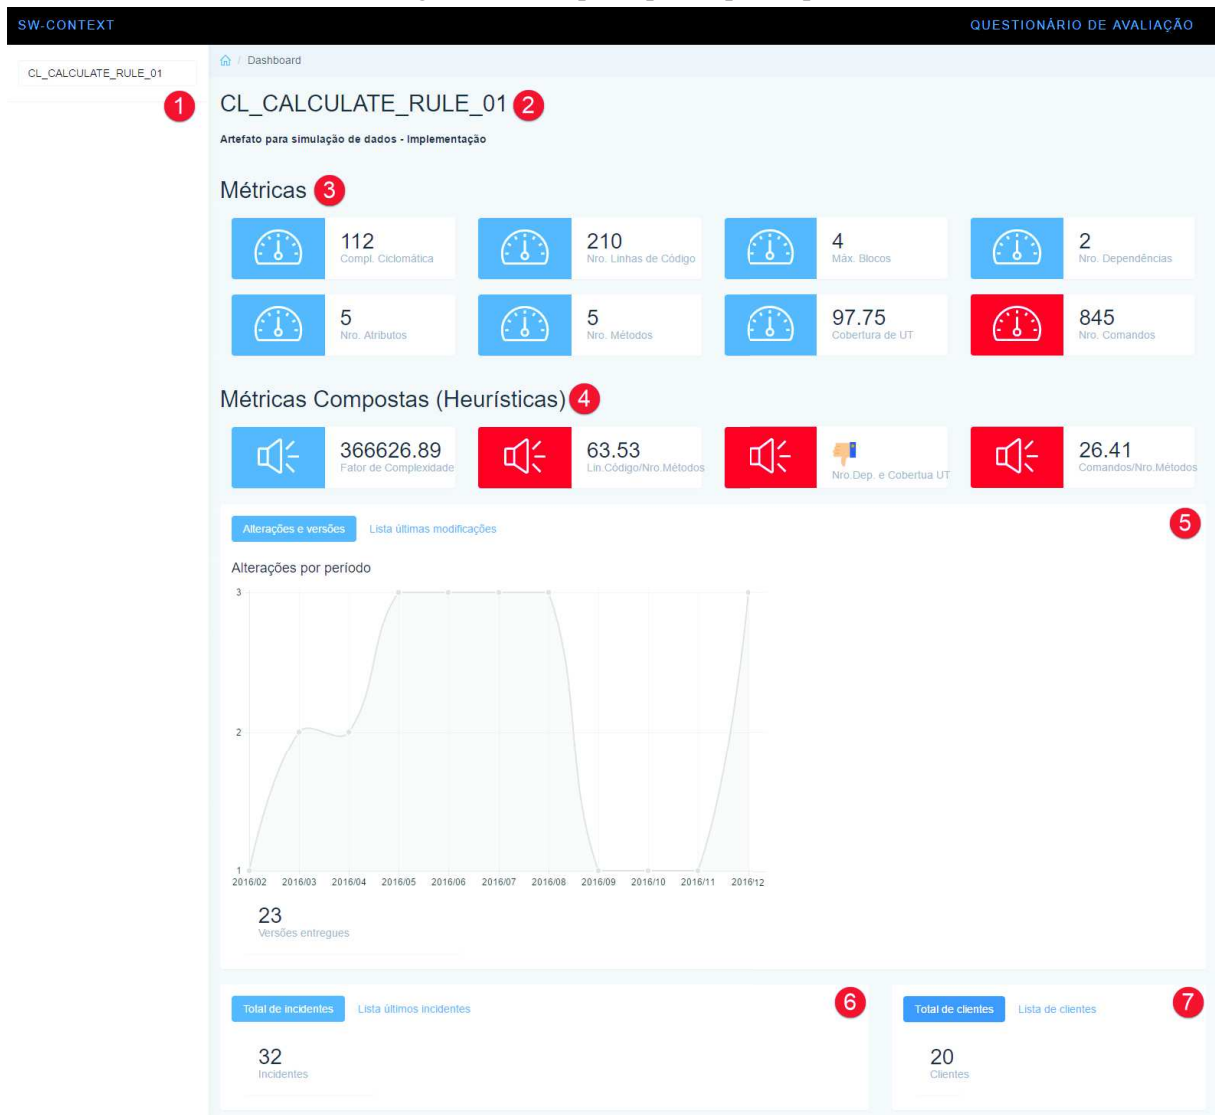 SW-CONTEXT
QUESTIONÁRIO DE AVALIAÇÃO
CL_CALCULATE_RULE_01
1
/ Dashboard
CL_CALCULATE_RULE_01 2
Artefato para simulação de dados - Implementação
Métricas 3
112
Compl. Ciclomática
210
Nro. Linhas de Código
4
Máx. Blocos
2
Nro. Dependências
5
Nro. Atributos
5
Nro. Métodos
97.75
Cobertura de UT
845
Nro. Comandos
Métricas Compostas (Heurísticas) 4
366626.89
Fator de Complexidade
63.53
Lin.Código/Nro.Métodos
Nro.Dep. e Cobertua UT
26.41
Comandos/Nro.Métodos
Alterações e versões
Lista últimas modificações
5
Alterações por período
3
2
1
2016/02 2016/03 2016/04 2016/05 2016/06 2016/07 2016/08 2016/09 2016/10 2016/11 2016/12
23
Versões entregues
Total de incidentes
Lista últimos incidentes
6
32
Incidentes
Total de clientes
Lista de clientes
7
20
Clientes